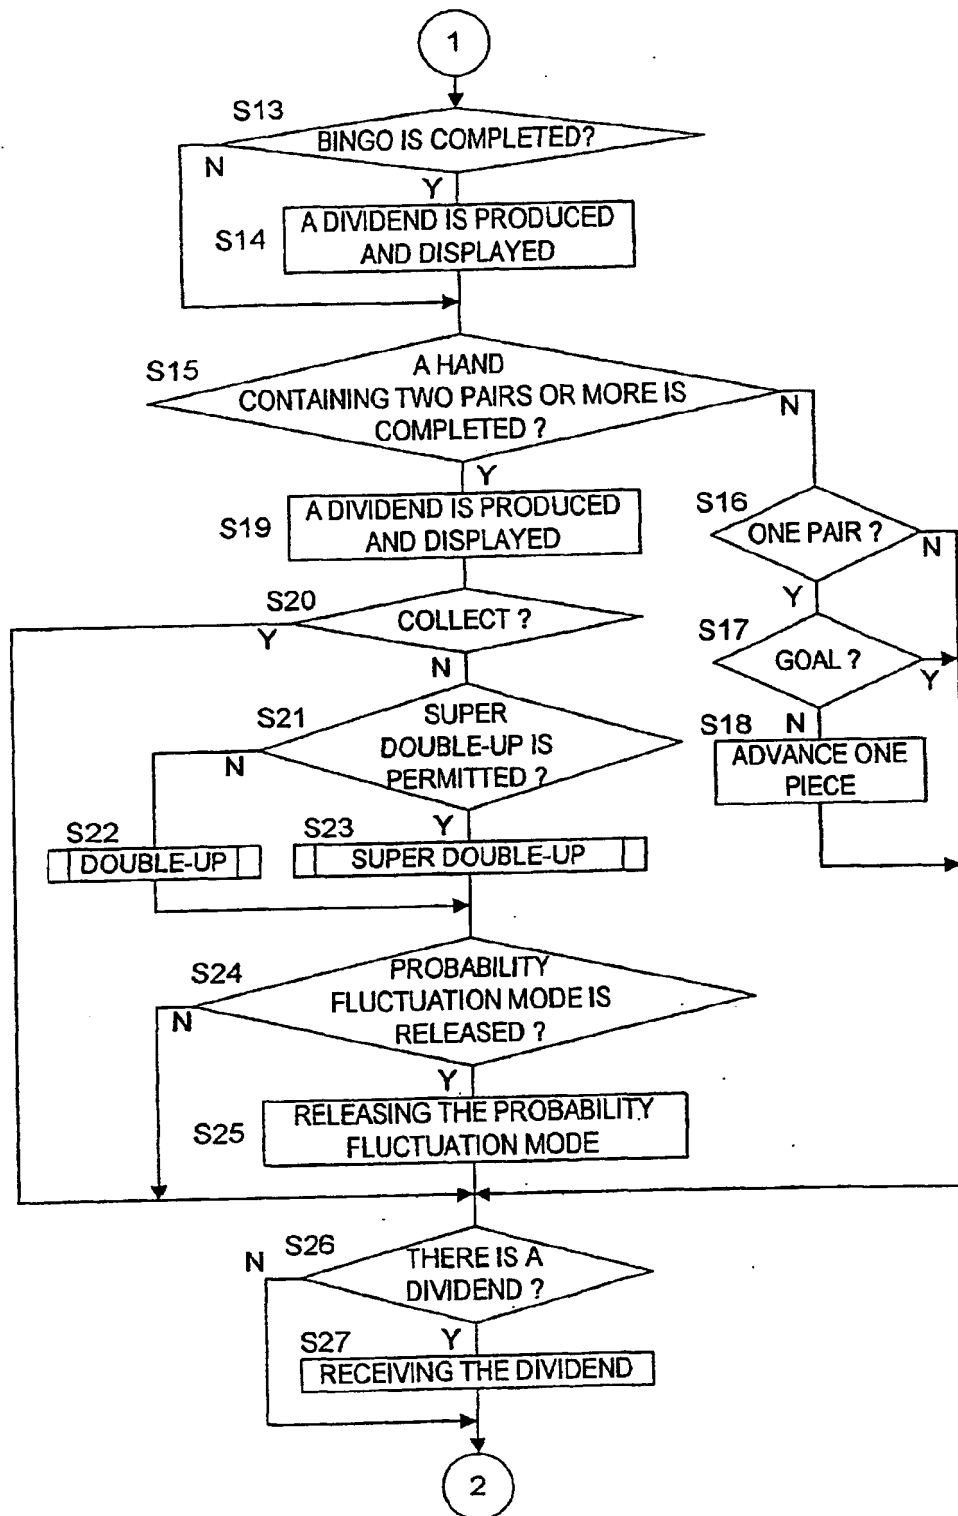 1
S13
BINGO IS COMPLETED?
N
Y
S14
A DIVIDEND IS PRODUCED
AND DISPLAYED
S15
A HAND
CONTAINING TWO PAIRS OR MORE IS
COMPLETED ?
N
Y
S16
ONE PAIR ?
N
Y
S17
GOAL ?
Y
N
S18
ADVANCE ONE
PIECE
S19
A DIVIDEND IS PRODUCED
AND DISPLAYED
S20
COLLECT ?
Y
N
S21
SUPER
DOUBLE-UP IS
PERMITTED ?
N
Y
S22
DOUBLE-UP
S23
SUPER DOUBLE-UP
S24
PROBABILITY
FLUCTUATION MODE IS
RELEASED ?
N
Y
S25
RELEASING THE PROBABILITY
FLUCTUATION MODE
S26
THERE IS A
DIVIDEND ?
N
Y
S27
RECEIVING THE DIVIDEND
2